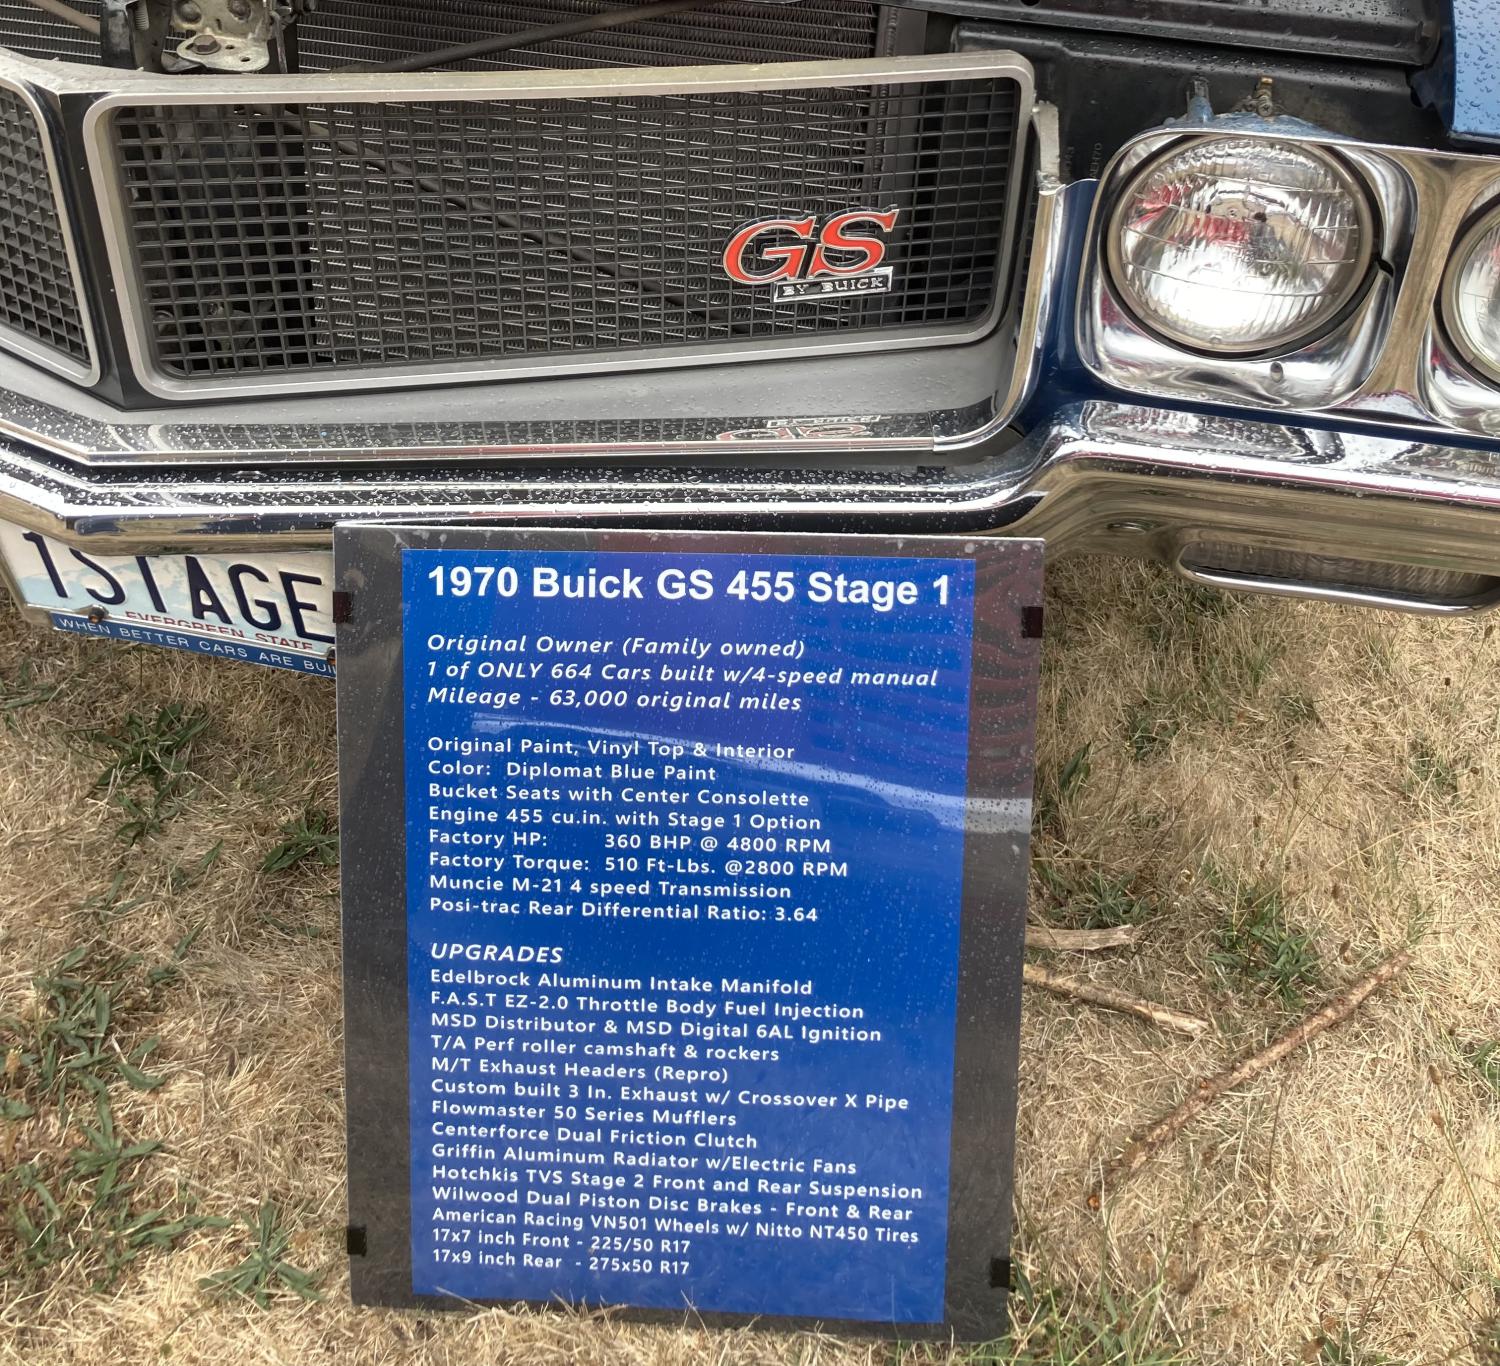 GS
BY BUICK
1STAGE
EVERGREEN STATE
WHEN BETTER CARS ARE
1970 Buick GS 455 Stage 1
Original Owner (Family owned)
1 of ONLY 664 Cars built w/4-speed manual
Mileage - 63,000 original miles
Original Paint, Vinyl Top & Interior
Color: Diplomat Blue Paint
Bucket Seats with Center Consolette
Engine 455 cu.in. with Stage 1 Option
Factory HP: 360 BHP @ 4800 RPM
Factory Torque: 510 Ft-Lbs. @2800 RPM
Muncie M-21 4 speed Transmission
Posi-trac Rear Differential Ratio: 3.64
UPGRADES
Edelbrock Aluminum Intake Manifold
F.A.S.T EZ-2.0 Throttle Body Fuel Injection
MSD Distributor & MSD Digital 6AL Ignition
T/A Perf roller camshaft & rockers
M/T Exhaust Headers (Repro)
Custom built 3 In. Exhaust w/ Crossover X Pipe
Flowmaster 50 Series Mufflers
Centerforce Dual Friction Clutch
Griffin Aluminum Radiator w/Electric Fans
Hotchkis TVS Stage 2 Front and Rear Suspension
Wilwood Dual Piston Disc Brakes - Front & Rear
American Racing VN501 Wheels w/ Nitto NT450 Tires
17x7 inch Front - 225/50 R17
17x9 inch Rear - 275x50 R17